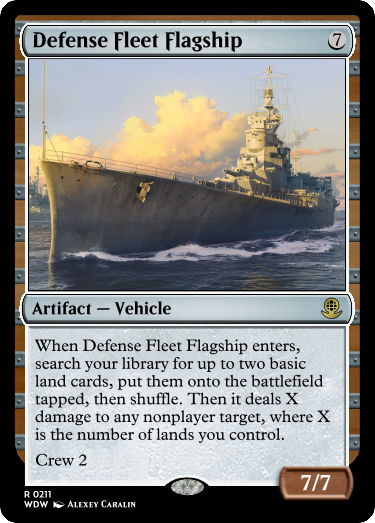 Defense Fleet Flagship 7
Artifact — Vehicle
When Defense Fleet Flagship enters,
search your library for up to two basic
land cards, put them onto the battlefield
tapped, then shuffle. Then it deals X
damage to any nonplayer target, where X
is the number of lands you control.
Crew 2
7/7
R 0211
WDW Alexey Caralin